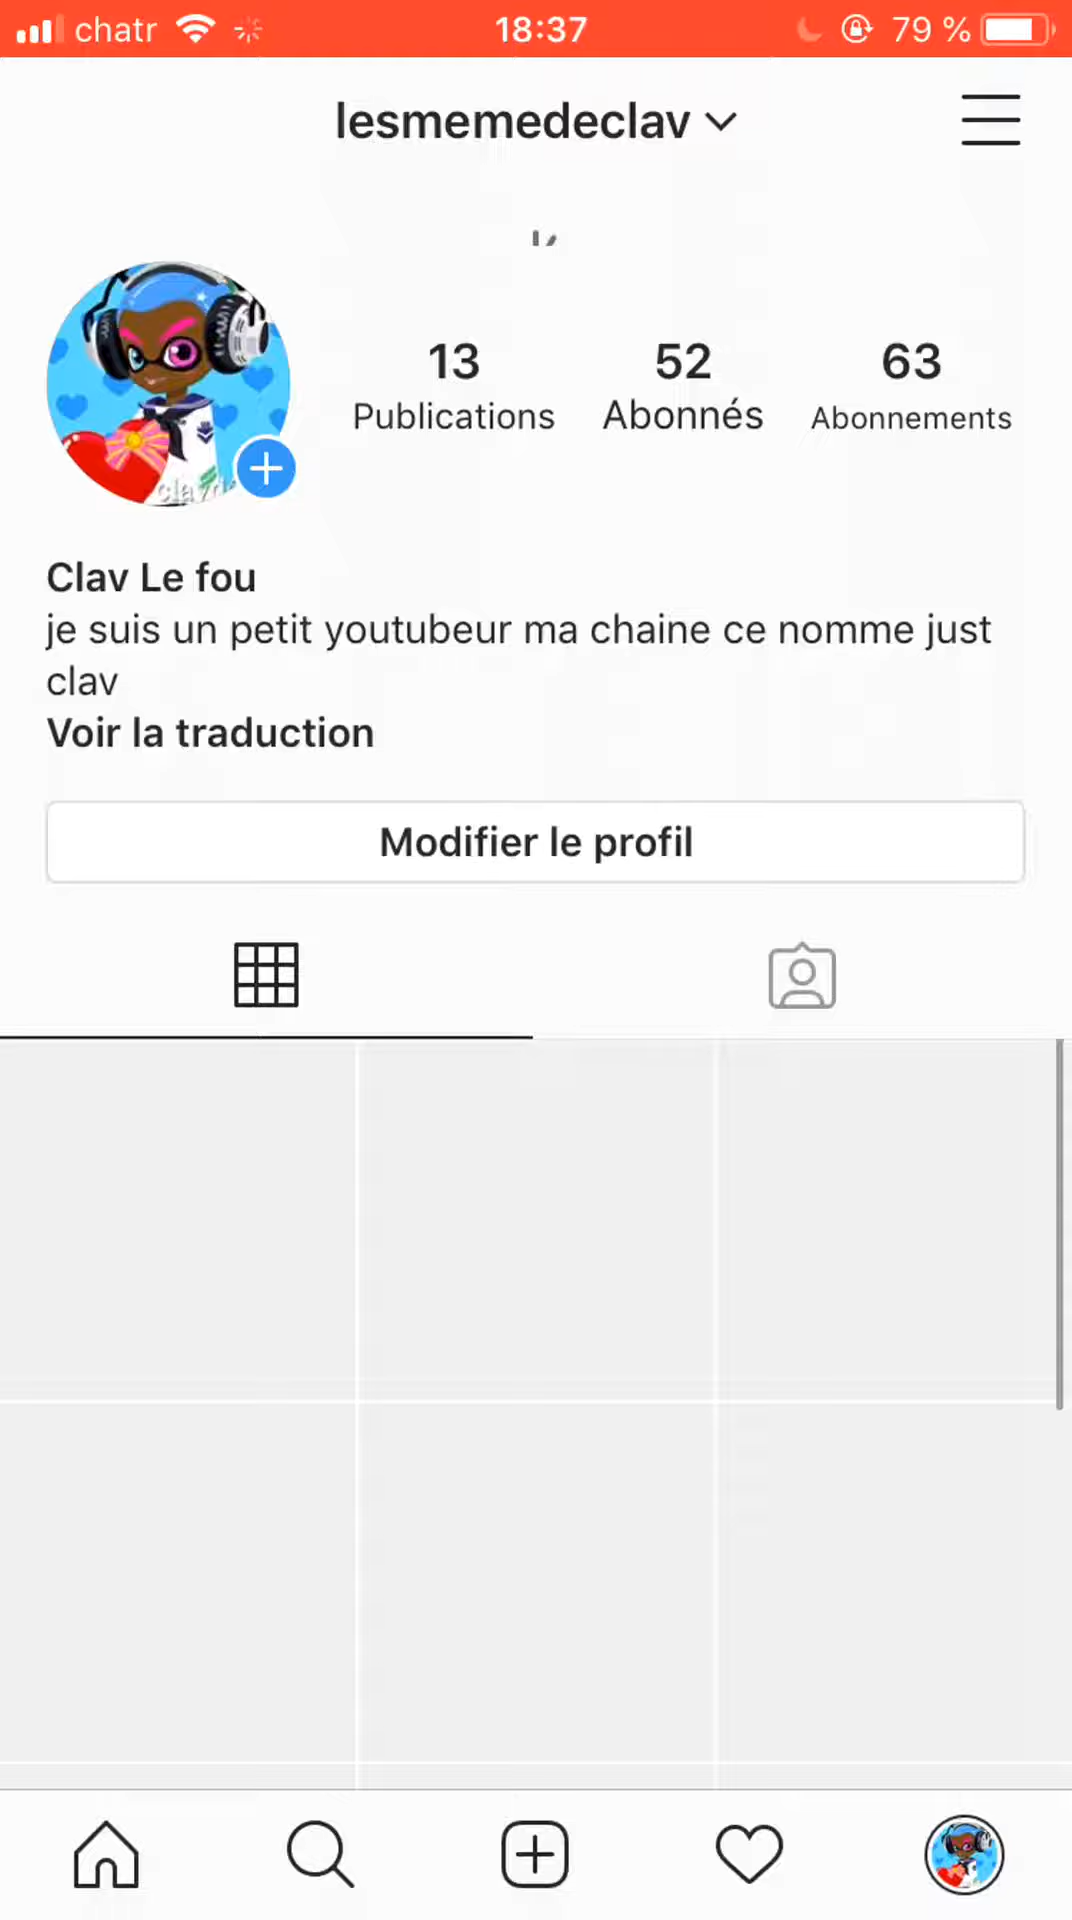 chatr 18:37 79 %
lesmemedeclav
13 52 63
Publications Abonnés Abonnements
Clav Le fou
je suis un petit youtubeur ma chaine ce nomme just
clav
Voir la traduction
Modifier le profil